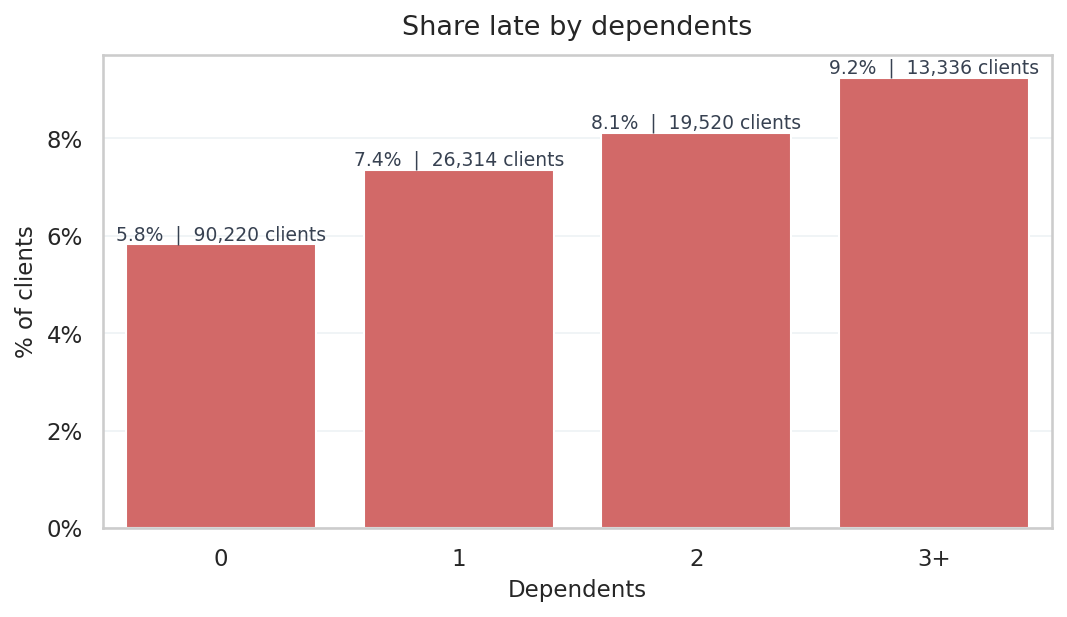 Share late by dependents
9.2% | 13,336 clients
8.1% | 19,520 clients
7.4% | 26,314 clients
5.8% | 90,220 clients
8%
6%
4%
2%
0%
% of clients
0 1 2 3+
Dependents